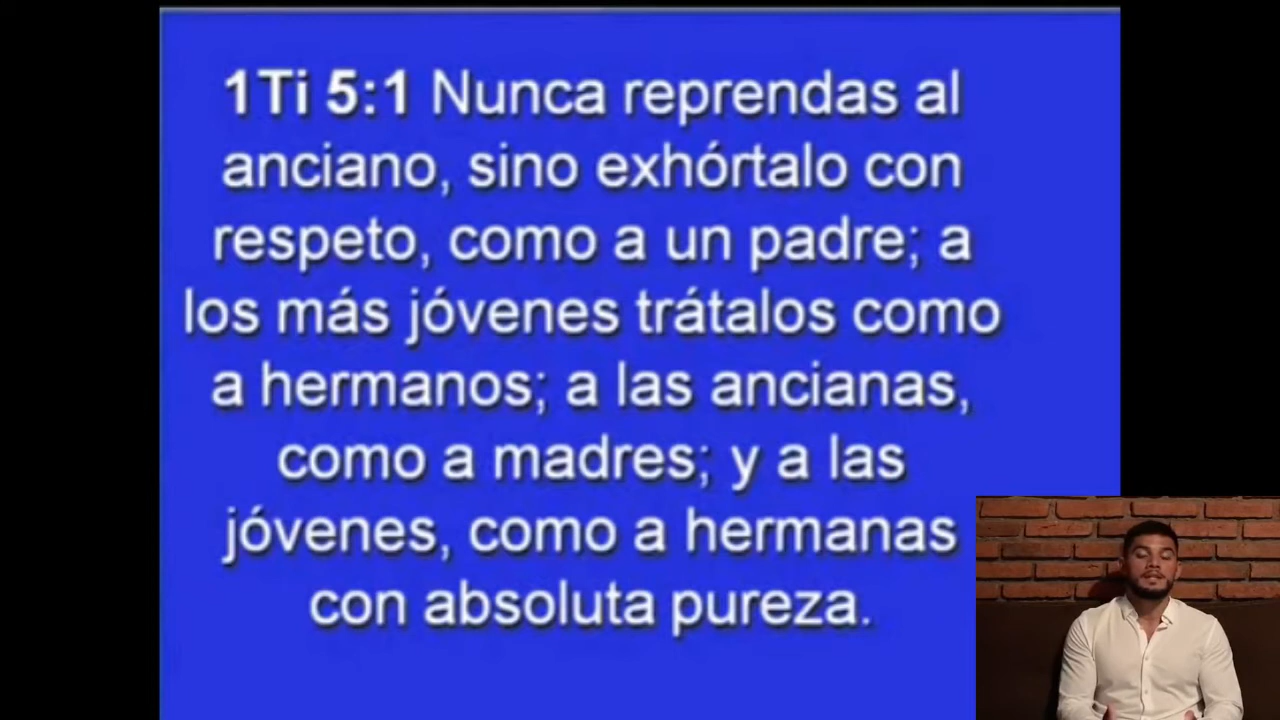 1Ti 5:1 Nunca reprendas al
anciano, sino exhórtalo con
respeto, como a un padre; a
los más jóvenes trátalos como
a hermanos; a las ancianas,
como a madres; y a las
jóvenes, como a hermanas
con absoluta pureza.